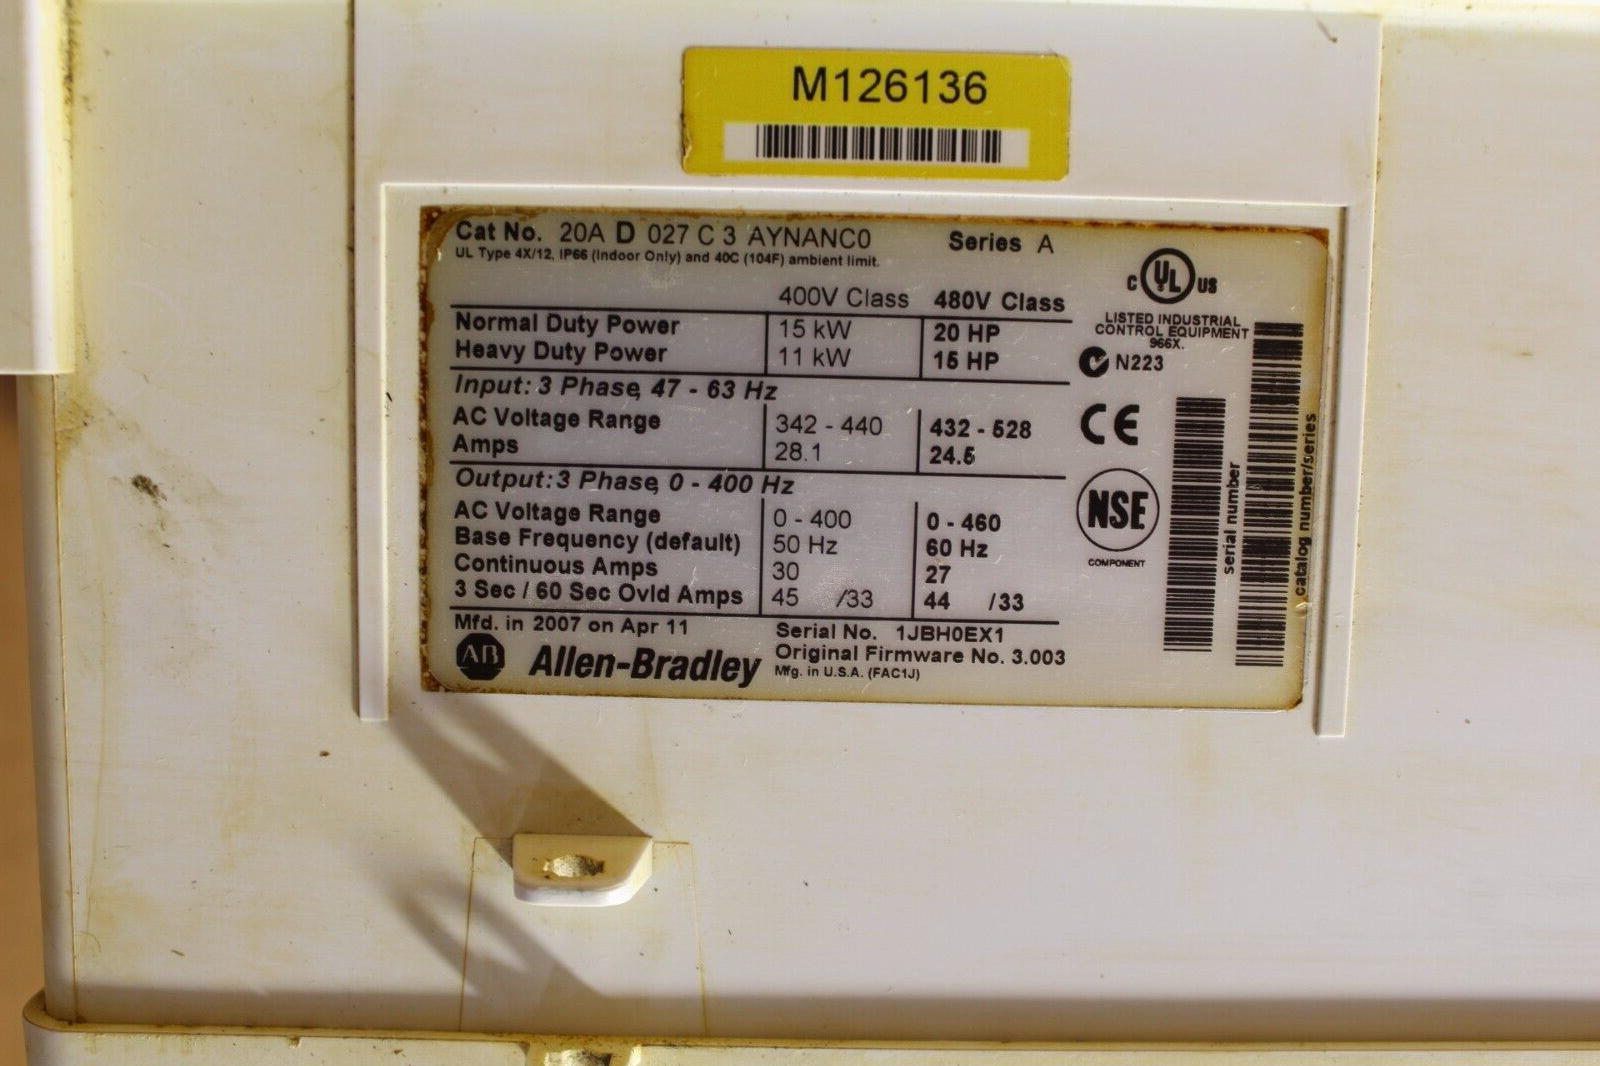 M126136
Cat No. 20A D 027 C 3 AYNANC0 Series A
UL Type 4X/12, IP66 (Indoor Only) and 40C (104F) ambient limit.
400V Class 480V Class
Normal Duty Power 15 kW 20 HP
Heavy Duty Power 11 kW 15 HP
Input: 3 Phase, 47 - 63 Hz
AC Voltage Range 342 - 440 432 - 528
Amps 28.1 24.5
Output: 3 Phase, 0 - 400 Hz
AC Voltage Range 0 - 400 0 - 460
Base Frequency (default) 50 Hz 60 Hz
Continuous Amps 30 27
3 Sec / 60 Sec Ovld Amps 45 /33 44 /33
Mfd. in 2007 on Apr 11
Serial No. 1JBH0EX1
AB Allen-Bradley
Original Firmware No. 3.003
Mfg. in U.S.A. (FAC1J)
C UL US
LISTED INDUSTRIAL
CONTROL EQUIPMENT
966X.
N223
CE
NSE
COMPONENT
serial number
catalog number/series